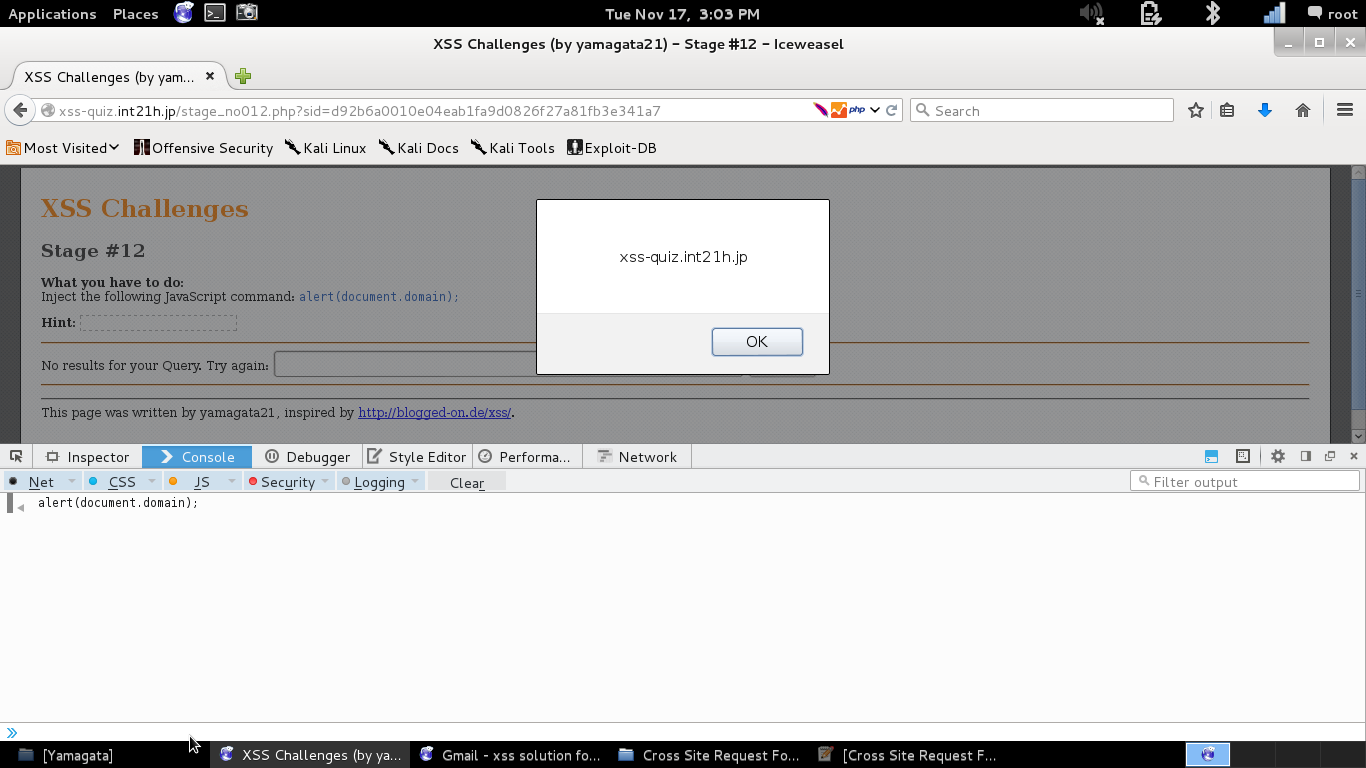 Applications Places Tue Nov 17, 3:03 PM root
XSS Challenges (by yamagata21) – Stage #12 – Iceweasel
XSS Challenges (by yam...
xss-quiz.int21h.jp/stage_no012.php?sid=d92b6a0010e04eab1fa9d0826f27a81fb3e341a7 php Search
Most Visited Offensive Security Kali Linux Kali Docs Kali Tools Exploit-DB
XSS Challenges
Stage #12
What you have to do:
Inject the following JavaScript command: alert(document.domain);
Hint:
No results for your Query. Try again:
This page was written by yamagata21, inspired by http://blogged-on.de/xss/.
xss-quiz.int21h.jp
OK
Inspector Console Debugger Style Editor Performa... Network
Net CSS JS Security Logging Clear Filter output
alert(document.domain);
[Yamagata] XSS Challenges (by ya... Gmail - xss solution fo... Cross Site Request Fo... [Cross Site Request F...